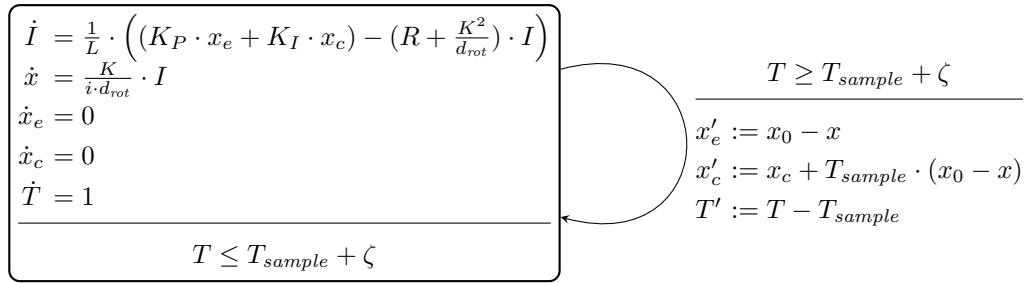 İ = 1/L · ((K_P · x_e + K_I · x_c) − (R + K²/d_rot) · I)
ẋ = K/(i·d_rot) · I
ẋ_e = 0
ẋ_c = 0
Ṫ = 1
T ≤ T_sample + ζ
T ≥ T_sample + ζ
x′_e := x_0 − x
x′_c := x_c + T_sample · (x_0 − x)
T′ := T − T_sample